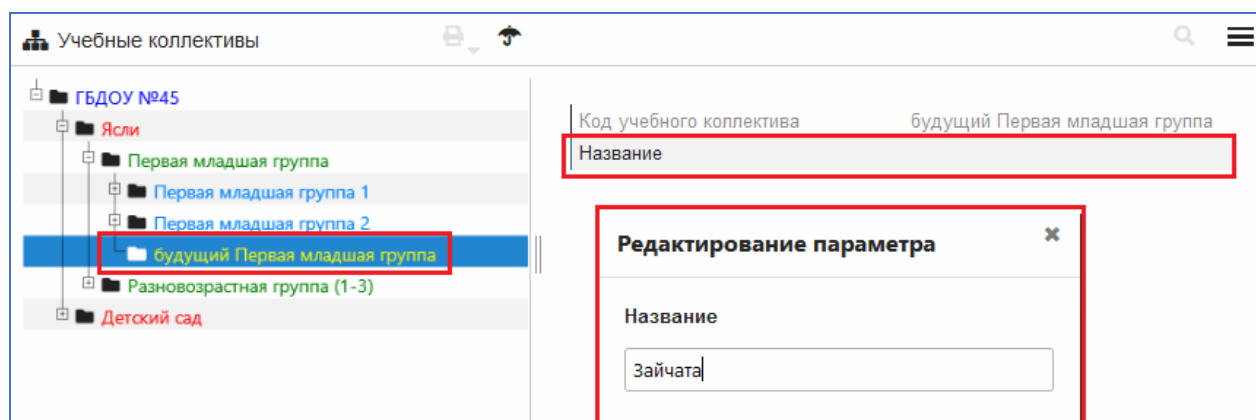 Учебные коллективы
ГБДОУ №45
Ясли
Первая младшая группа
Первая младшая группа 1
Первая младшая группа 2
будущий Первая младшая группа
Разновозрастная группа (1-3)
Детский сад
Код учебного коллектива будущий Первая младшая группа
Название
Редактирование параметра
Название
Зайчата